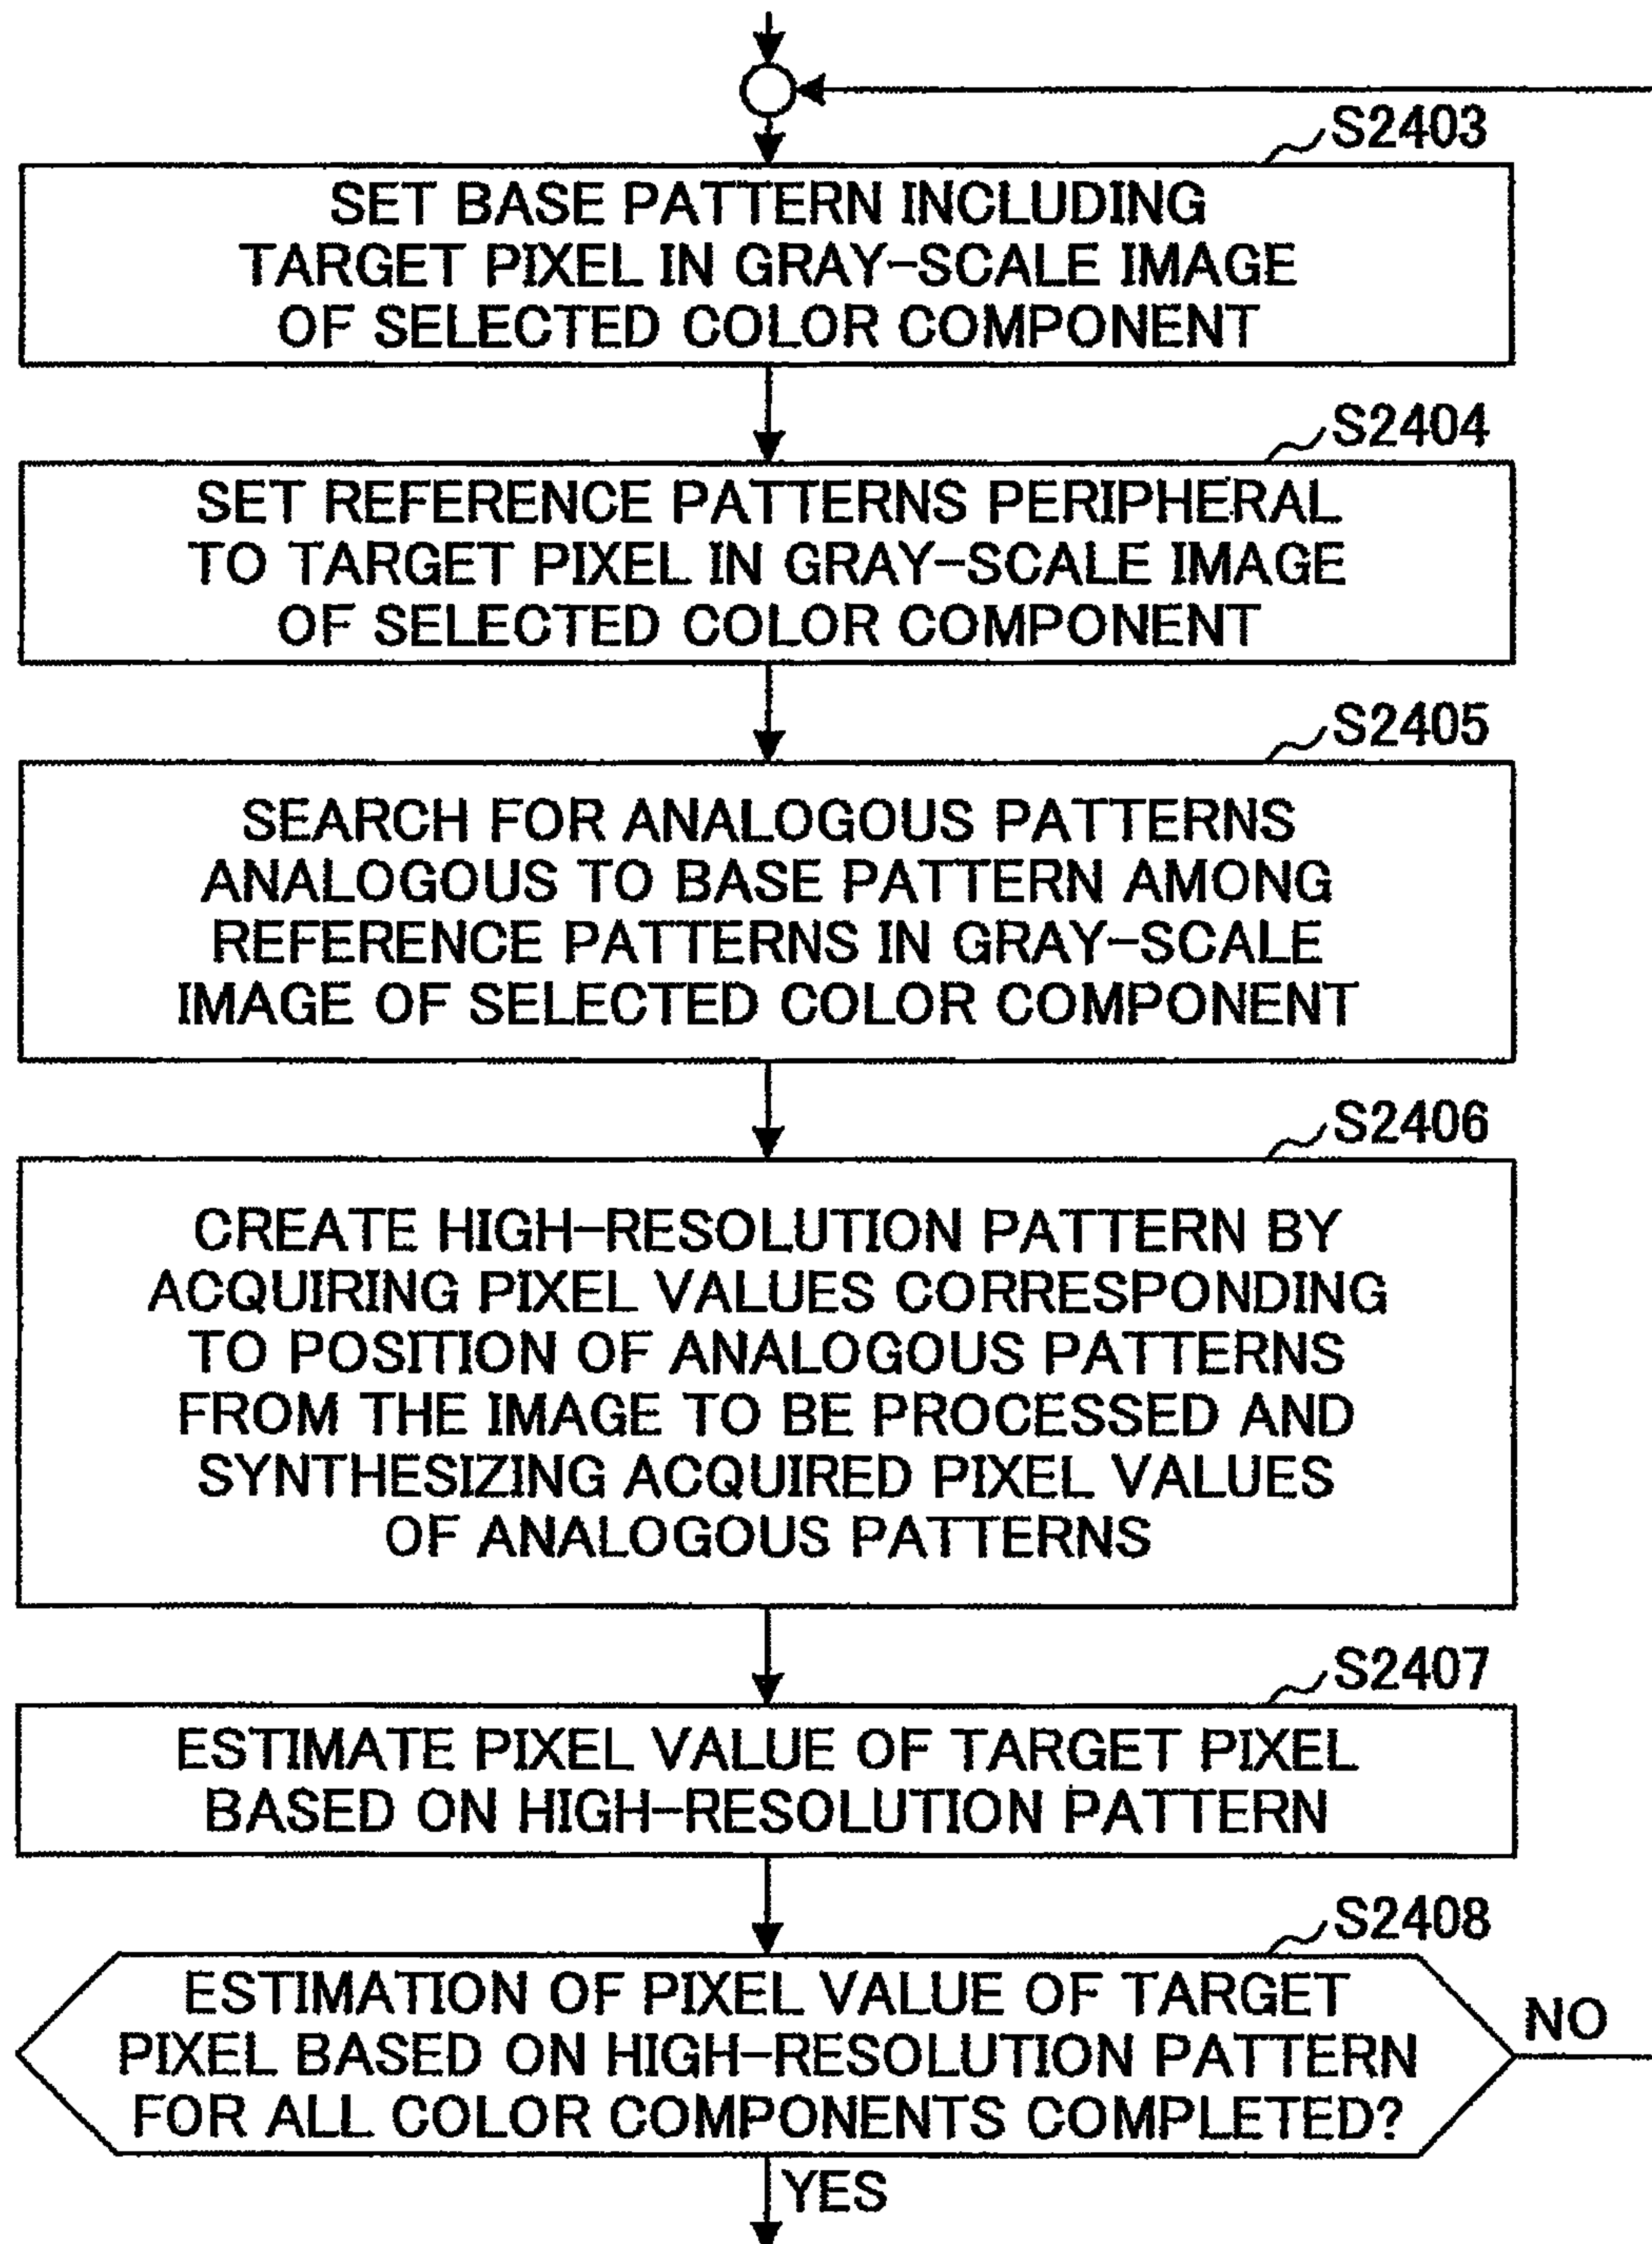 S2403
SET BASE PATTERN INCLUDING
TARGET PIXEL IN GRAY-SCALE IMAGE
OF SELECTED COLOR COMPONENT
S2404
SET REFERENCE PATTERNS PERIPHERAL
TO TARGET PIXEL IN GRAY-SCALE IMAGE
OF SELECTED COLOR COMPONENT
S2405
SEARCH FOR ANALOGOUS PATTERNS
ANALOGOUS TO BASE PATTERN AMONG
REFERENCE PATTERNS IN GRAY-SCALE
IMAGE OF SELECTED COLOR COMPONENT
S2406
CREATE HIGH-RESOLUTION PATTERN BY
ACQUIRING PIXEL VALUES CORRESPONDING
TO POSITION OF ANALOGOUS PATTERNS
FROM THE IMAGE TO BE PROCESSED AND
SYNTHESIZING ACQUIRED PIXEL VALUES
OF ANALOGOUS PATTERNS
S2407
ESTIMATE PIXEL VALUE OF TARGET PIXEL
BASED ON HIGH-RESOLUTION PATTERN
S2408
ESTIMATION OF PIXEL VALUE OF TARGET
PIXEL BASED ON HIGH-RESOLUTION PATTERN
FOR ALL COLOR COMPONENTS COMPLETED?
NO
YES